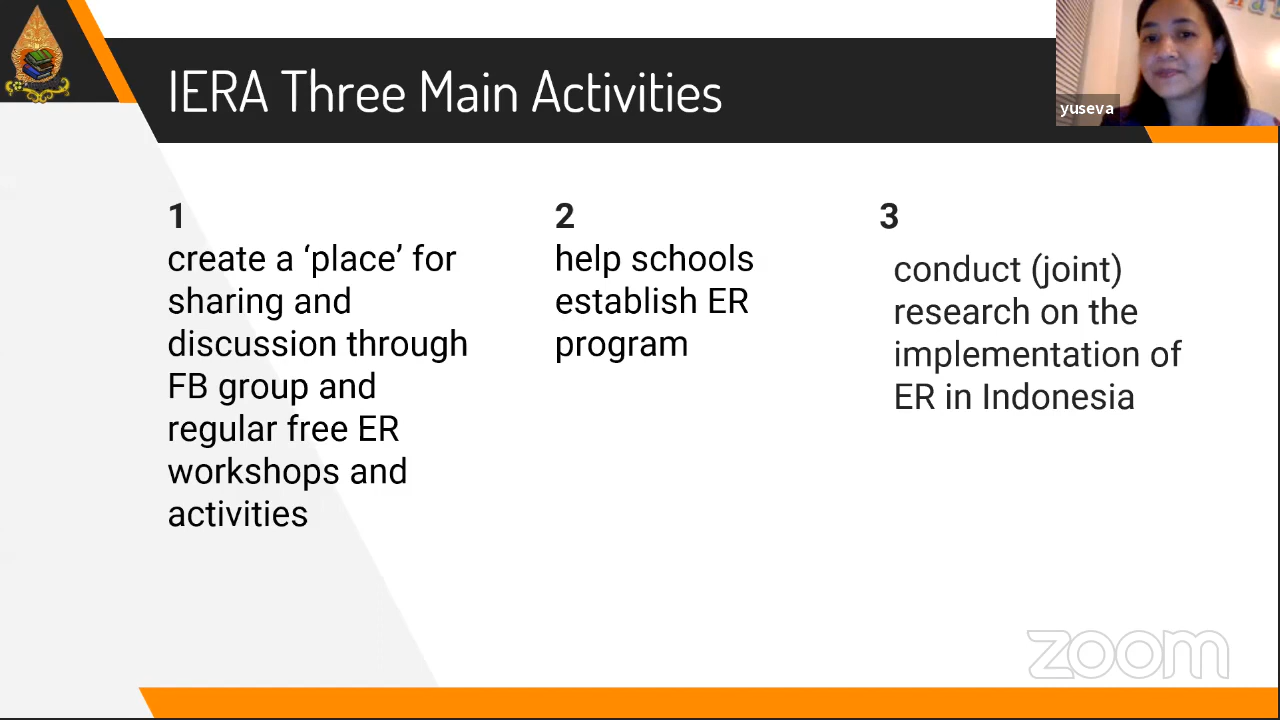 IERA Three Main Activities
yuseva
1
create a ‘place’ for
sharing and
discussion through
FB group and
regular free ER
workshops and
activities
2
help schools
establish ER
program
3
conduct (joint)
research on the
implementation of
ER in Indonesia
zoom